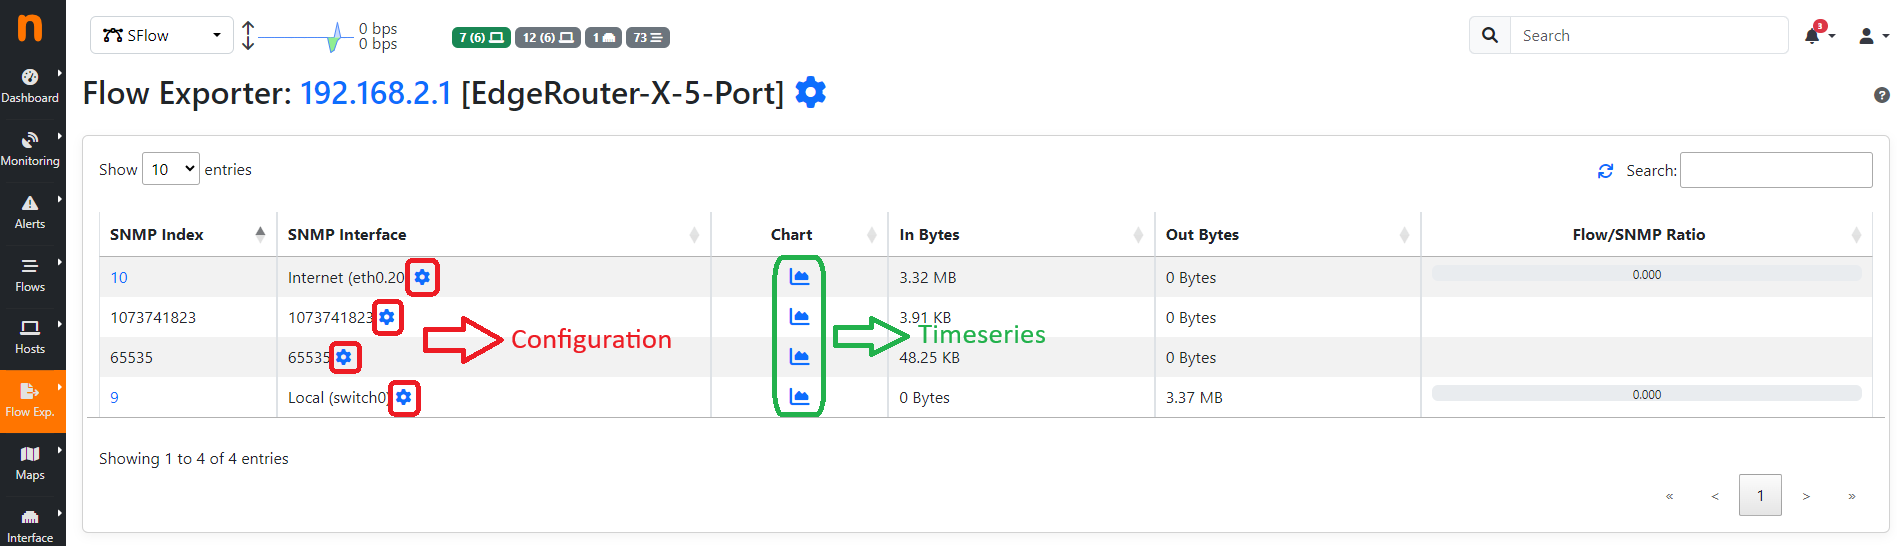 n
SFlow
0 bps
0 bps
7 (6)
12 (6)
1
73
Search
3
Dashboard
Monitoring
Alerts
Flows
Hosts
Flow Exp.
Maps
Interface
Flow Exporter: 192.168.2.1 [EdgeRouter-X-5-Port]
Show 10 entries
Search:
SNMP Index SNMP Interface Chart In Bytes Out Bytes Flow/SNMP Ratio
10 Internet (eth0.20 3.32 MB 0 Bytes 0.000
1073741823 1073741823 3.91 KB 0 Bytes
Configuration
Timeseries
65535 65535 48.25 KB 0 Bytes
9 Local (switch0) 0 Bytes 3.37 MB 0.000
Showing 1 to 4 of 4 entries
« < 1 > »